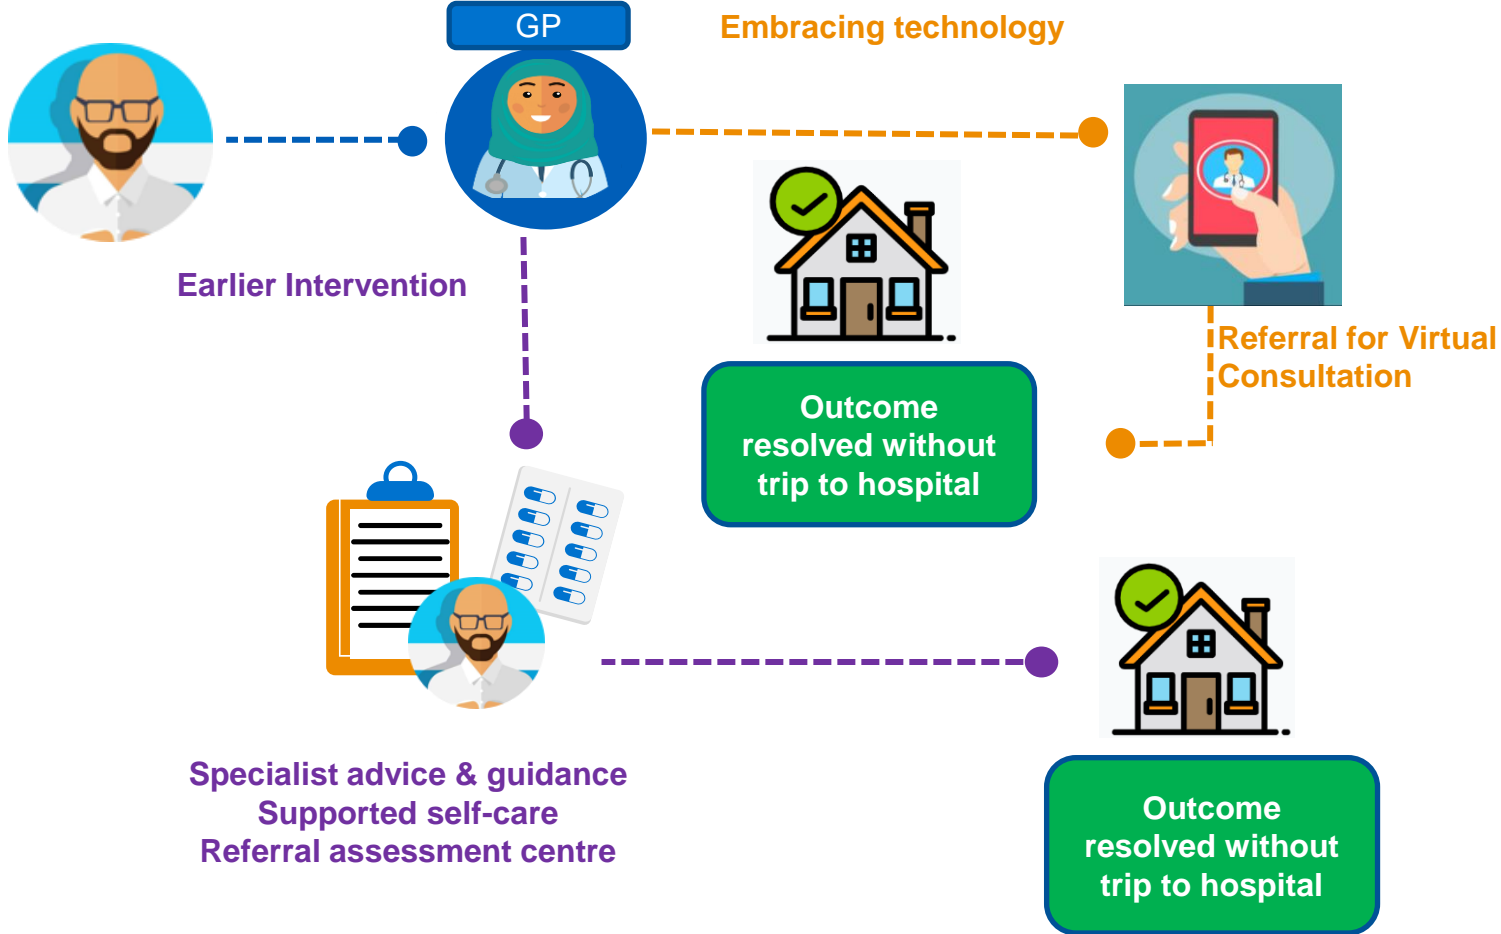 GP
Embracing technology
Earlier Intervention
Referral for Virtual
Consultation
Outcome
resolved without
trip to hospital
Specialist advice & guidance
Supported self-care
Referral assessment centre
Outcome
resolved without
trip to hospital